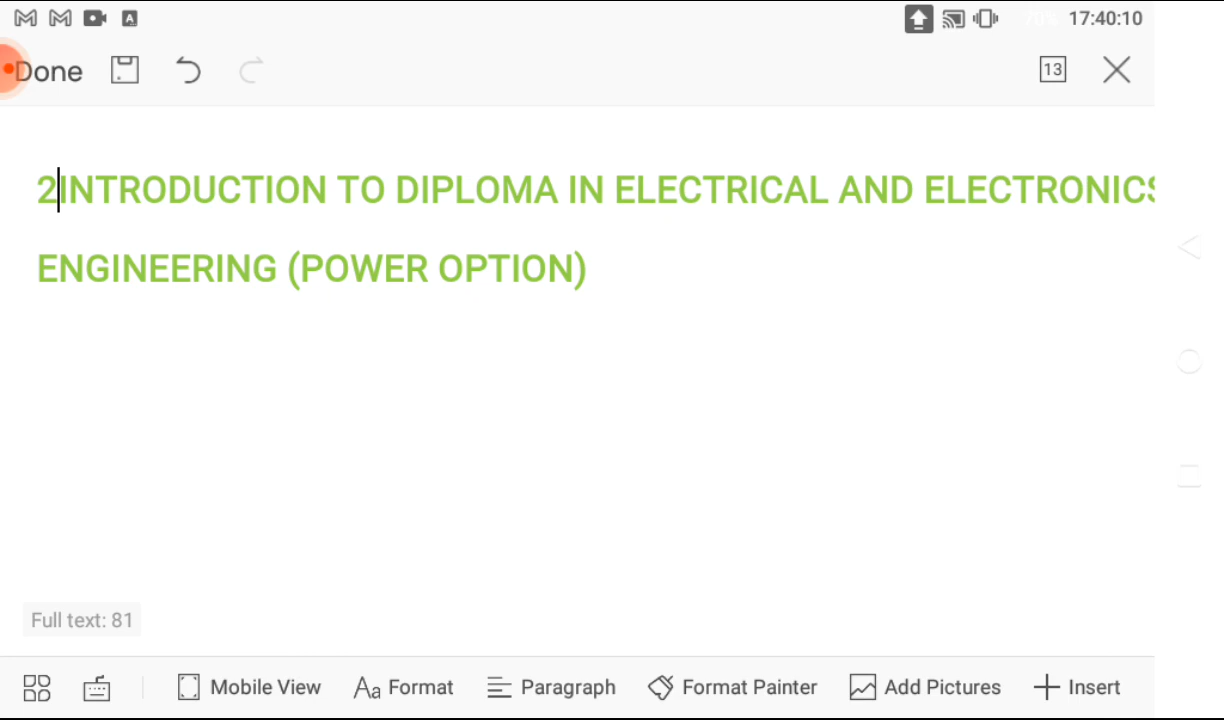 17:40:10
Done
13
2INTRODUCTION TO DIPLOMA IN ELECTRICAL AND ELECTRONICS
ENGINEERING (POWER OPTION)
Full text: 81
Mobile View Aa Format Paragraph Format Painter Add Pictures Insert